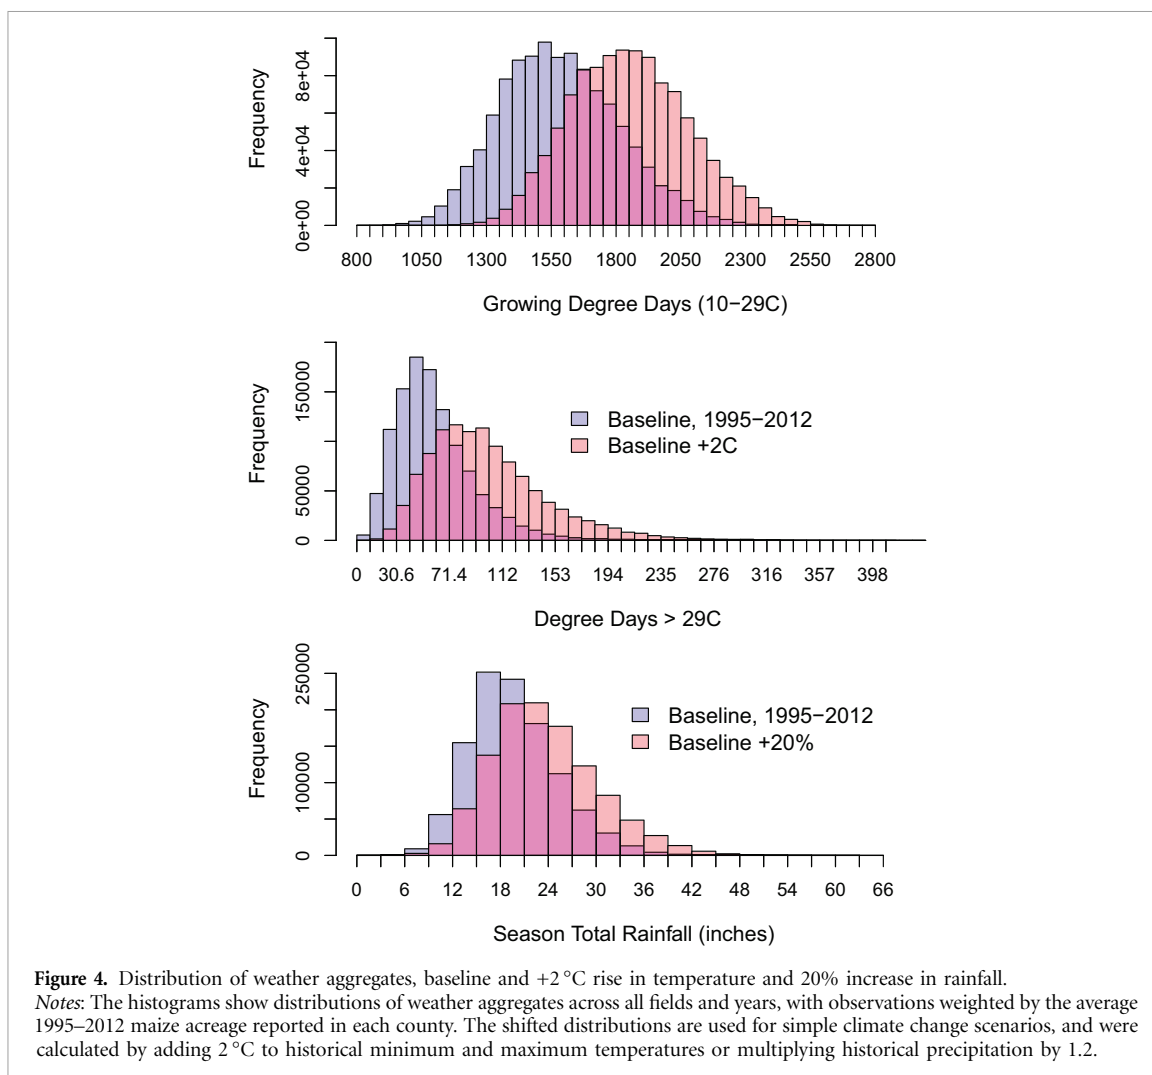 Frequency
0e+00 4e+04 8e+04
800 1050 1300 1550 1800 2050 2300 2550 2800
Growing Degree Days (10−29C)
Frequency
0 50000 150000
Baseline, 1995−2012
Baseline +2C
0 30.6 71.4 112 153 194 235 276 316 357 398
Degree Days > 29C
Frequency
0 100000 250000
Baseline, 1995−2012
Baseline +20%
0 6 12 18 24 30 36 42 48 54 60 66
Season Total Rainfall (inches)
Figure 4. Distribution of weather aggregates, baseline and +2 °C rise in temperature and 20% increase in rainfall.
Notes: The histograms show distributions of weather aggregates across all fields and years, with observations weighted by the average
1995–2012 maize acreage reported in each county. The shifted distributions are used for simple climate change scenarios, and were
calculated by adding 2 °C to historical minimum and maximum temperatures or multiplying historical precipitation by 1.2.